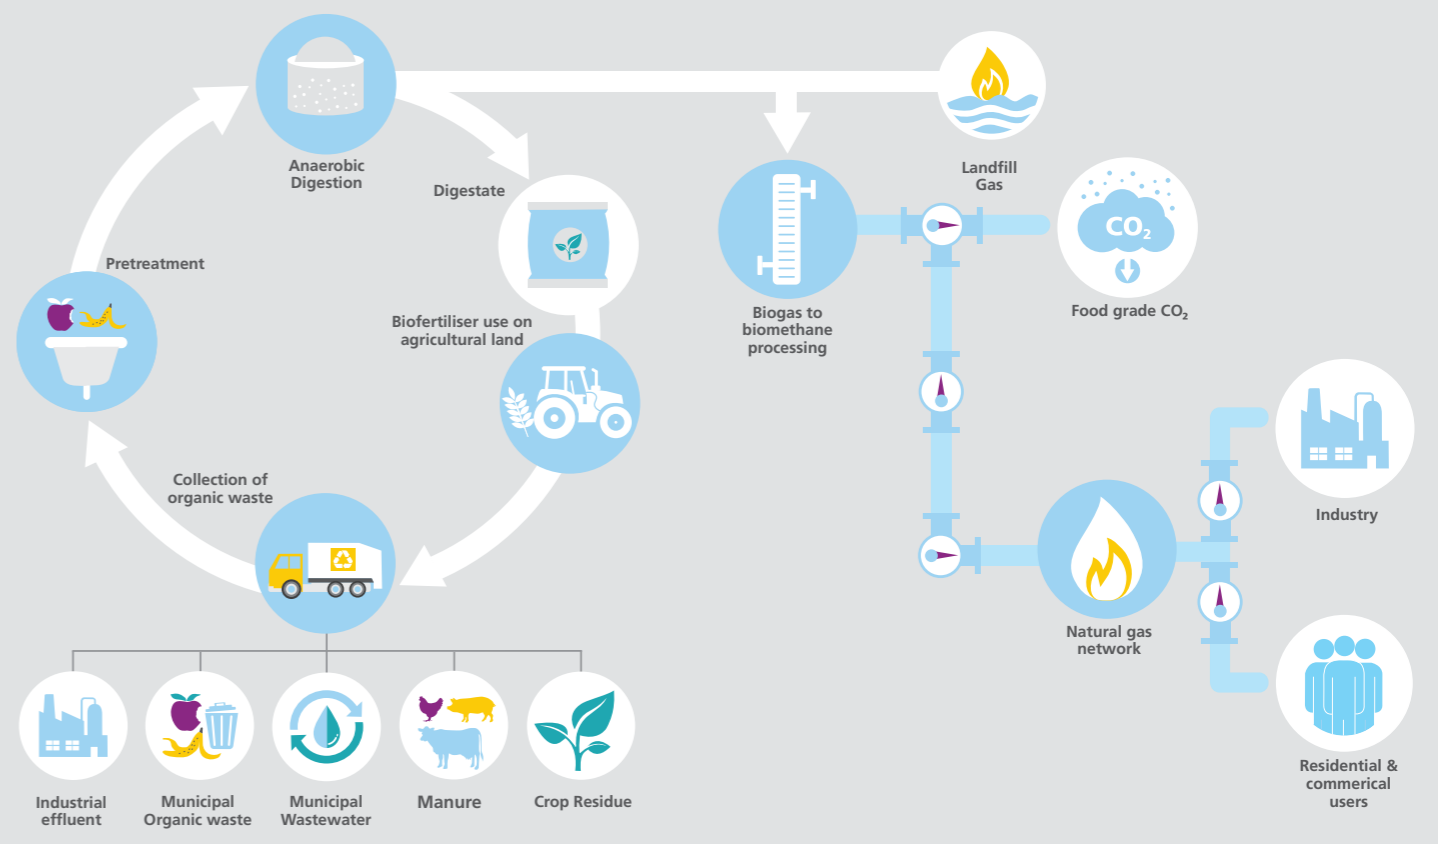 Anaerobic
Digestion
Digestate
Pretreatment
Biofertiliser use on
agricultural land
Collection of
organic waste
Industrial
effluent
Municipal
Organic waste
Municipal
Wastewater
Manure
Crop Residue
Landfill
Gas
Biogas to
biomethane
processing
CO₂
Food grade CO₂
Natural gas
network
Industry
Residential &
commerical
users